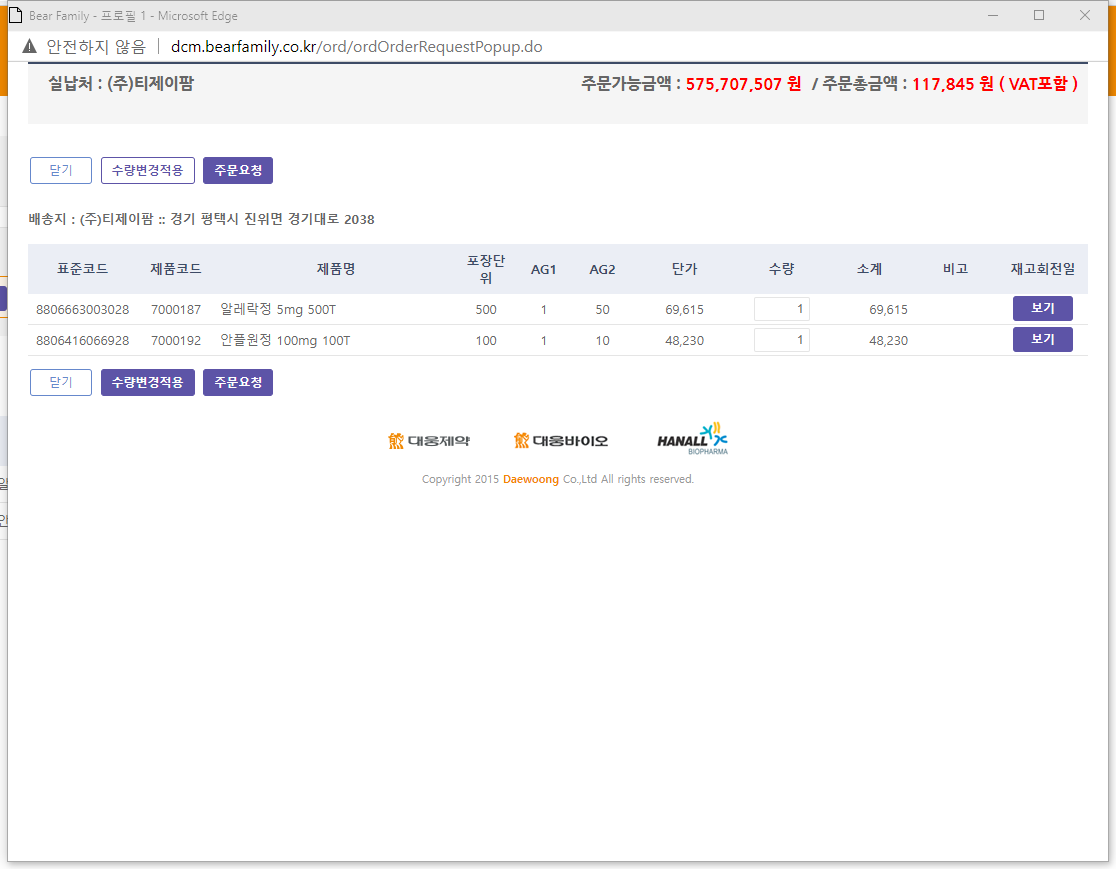 Bear Family - 프로필 1 - Microsoft Edge
안전하지 않음 dcm.bearfamily.co.kr/ord/ordOrderRequestPopup.do
실납처 : (주)티제이팜 주문가능금액 : 575,707,507 원 / 주문총금액 : 117,845 원 ( VAT포함 )
닫기 수량변경적용 주문요청
배송지 : (주)티제이팜 :: 경기 평택시 진위면 경기대로 2038
표준코드 제품코드 제품명 포장단위 AG1 AG2 단가 수량 소계 비고 재고회전일
8806663003028 7000187 알레락정 5mg 500T 500 1 50 69,615 1 69,615 보기
8806416066928 7000192 안플원정 100mg 100T 100 1 10 48,230 1 48,230 보기
닫기 수량변경적용 주문요청
대웅제약 대웅바이오 HANALL BIOPHARMA
Copyright 2015 Daewoong Co.,Ltd All rights reserved.